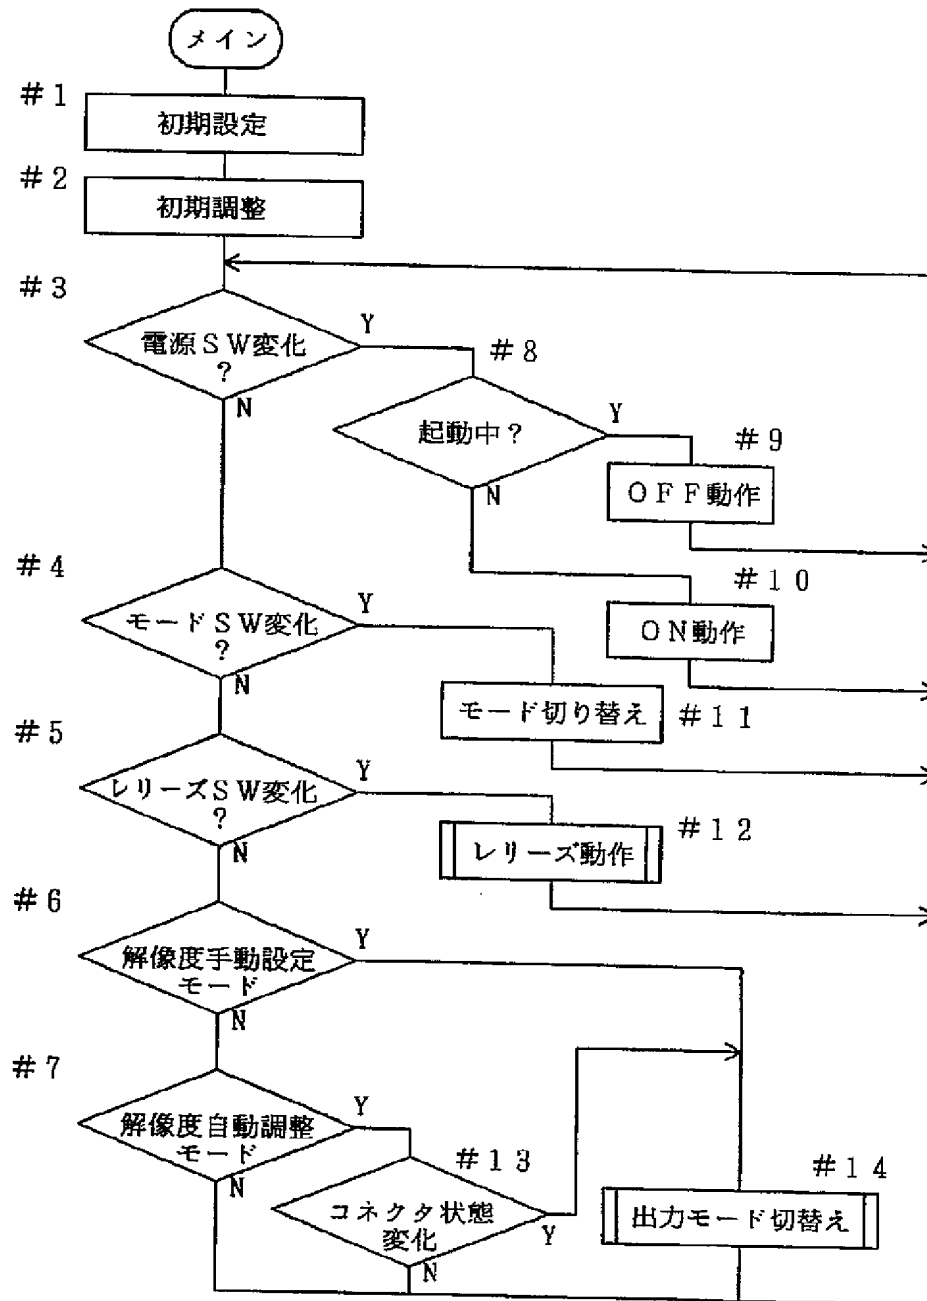 メイン
#1
初期設定
#2
初期調整
#3
電源SW変化
?
Y
N
#8
起動中?
Y
N
#9
OFF動作
#10
ON動作
#4
モードSW変化
?
Y
N
モード切り替え
#11
#5
レリーズSW変化
?
Y
N
#12
レリーズ動作
#6
解像度手動設定
モード
Y
N
#7
解像度自動調整
モード
Y
N
#13
コネクタ状態
変化
Y
N
#14
出力モード切替え